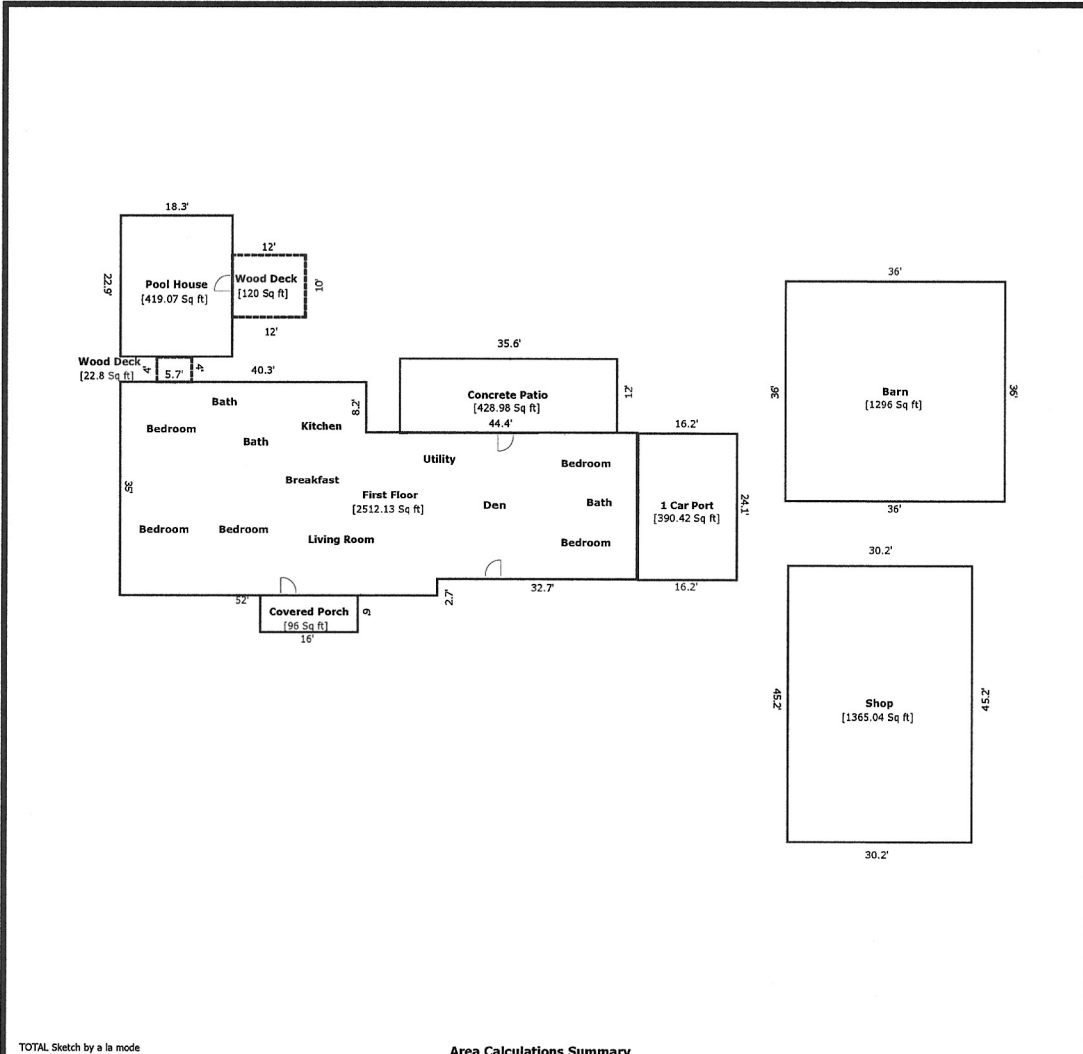 18.3'
12'
Pool House
[419.07 Sq ft]
22.9'
Wood Deck
[120 Sq ft]
10'
12'
36'
Wood Deck
[22.8 Sq ft]
4'
5.7'
4'
40.3'
35.6'
Concrete Patio
[428.98 Sq ft]
44.4'
12'
36'
Barn
[1296 Sq ft]
36'
36'
Bath
Bedroom
Bath
Kitchen
8.2'
16.2'
Utility
Bedroom
Breakfast
35'
First Floor
[2512.13 Sq ft]
Den
Bath
1 Car Port
[390.42 Sq ft]
24.1'
Bedroom
Bedroom
Living Room
Bedroom
30.2'
52'
2.7'
32.7'
16.2'
Covered Porch
[96 Sq ft]
6'
16'
45.2'
Shop
[1365.04 Sq ft]
45.2'
30.2'
TOTAL Sketch by a la mode
Area Calculations Summary